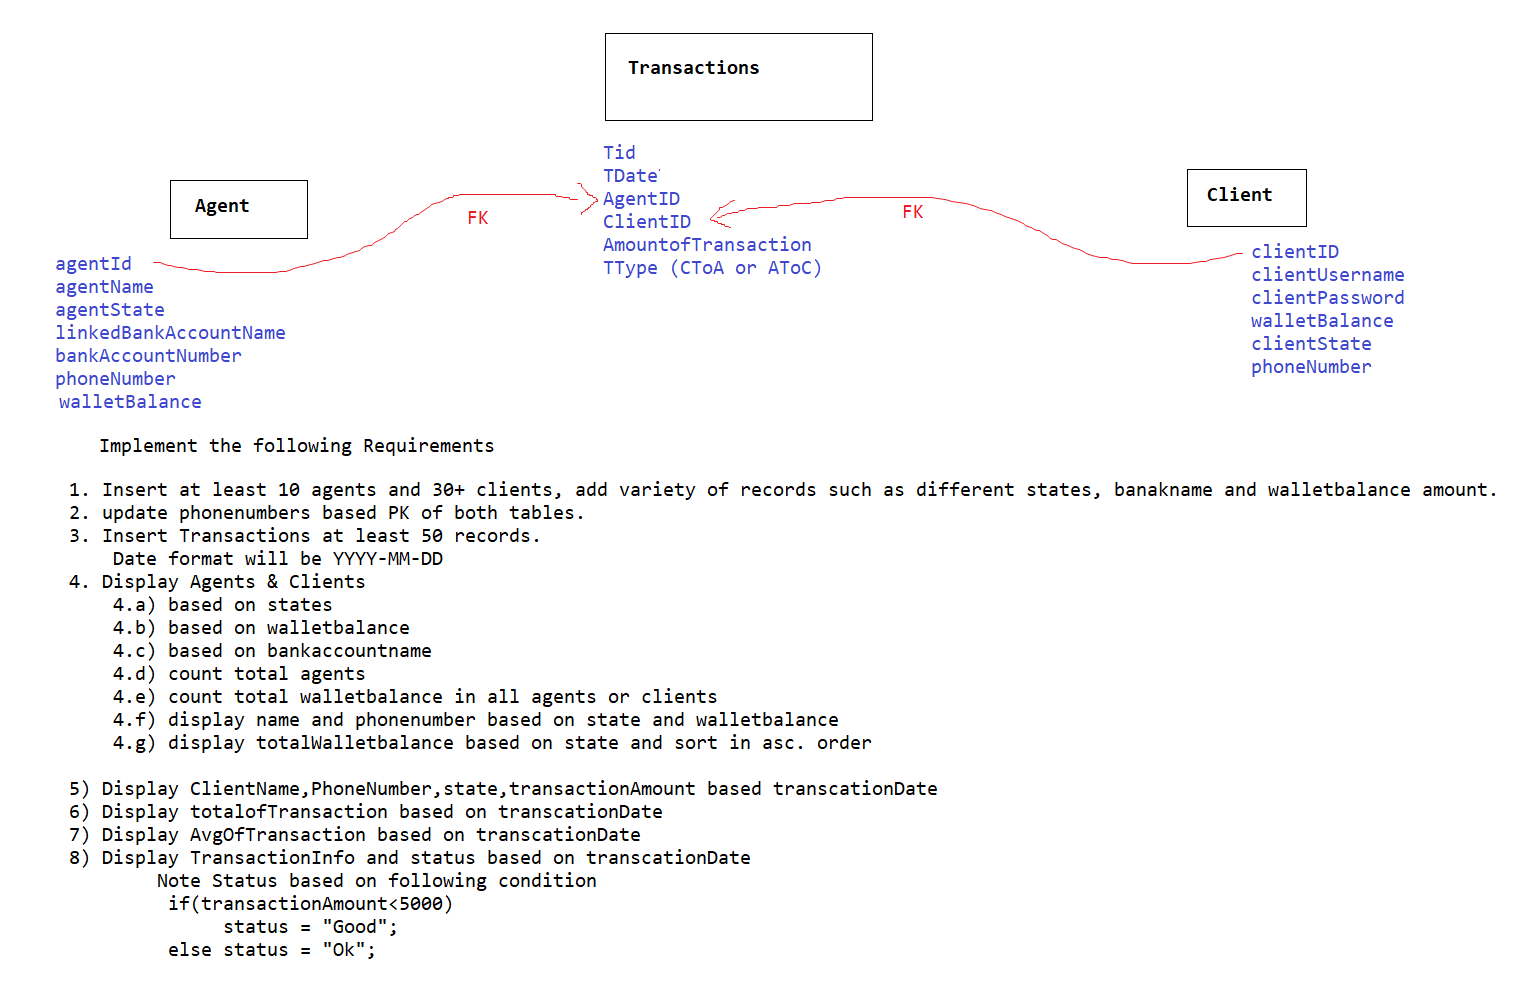 Transactions
Tid
TDate
AgentID
ClientID
AmountofTransaction
TType (CToA or AToC)
Agent
FK
agentId
agentName
agentState
linkedBankAccountName
bankAccountNumber
phoneNumber
walletBalance
Client
FK
clientID
clientUsername
clientPassword
walletBalance
clientState
phoneNumber
Implement the following Requirements
1. Insert at least 10 agents and 30+ clients, add variety of records such as different states, banakname and walletbalance amount.
2. update phonenumbers based PK of both tables.
3. Insert Transactions at least 50 records.
Date format will be YYYY-MM-DD
4. Display Agents & Clients
4.a) based on states
4.b) based on walletbalance
4.c) based on bankaccountname
4.d) count total agents
4.e) count total walletbalance in all agents or clients
4.f) display name and phonenumber based on state and walletbalance
4.g) display totalWalletbalance based on state and sort in asc. order
5) Display ClientName,PhoneNumber,state,transactionAmount based transcationDate
6) Display totalofTransaction based on transcationDate
7) Display AvgOfTransaction based on transcationDate
8) Display TransactionInfo and status based on transcationDate
Note Status based on following condition
if(transactionAmount<5000)
status = "Good";
else status = "Ok";